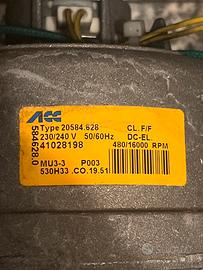 ACC
Type 20584.628 CL.F/F
230/240 V 50/60Hz DC-EL.
41028198 480/16000 RPM
MU3-3 P003
530H33 .CO.19.51
584628.0